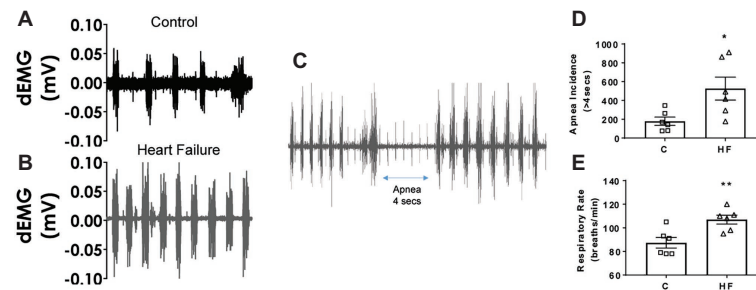 A
Control
0.10
0.05
0.00
-0.05
-0.10
dEMG
(mV)
B
Heart Failure
0.10
0.05
0.00
-0.05
-0.10
dEMG
(mV)
C
Apnea
4 secs
D
*
1000
800
600
400
200
0
Apnea Incidence
(>4secs)
C HF
E
**
140
120
100
80
60
Respiratory Rate
(breaths/min)
C HF